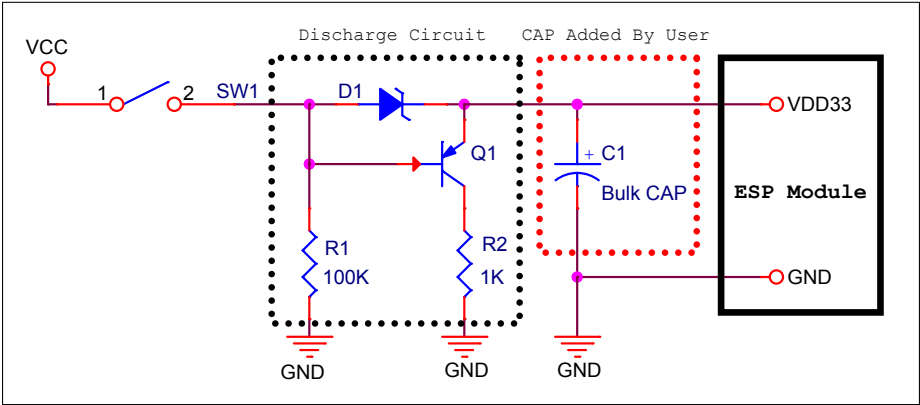 Discharge Circuit
CAP Added By User
VCC
1
2
SW1
D1
VDD33
Q1
+ C1
Bulk CAP
ESP Module
R1
100K
R2
1K
GND
GND
GND
GND